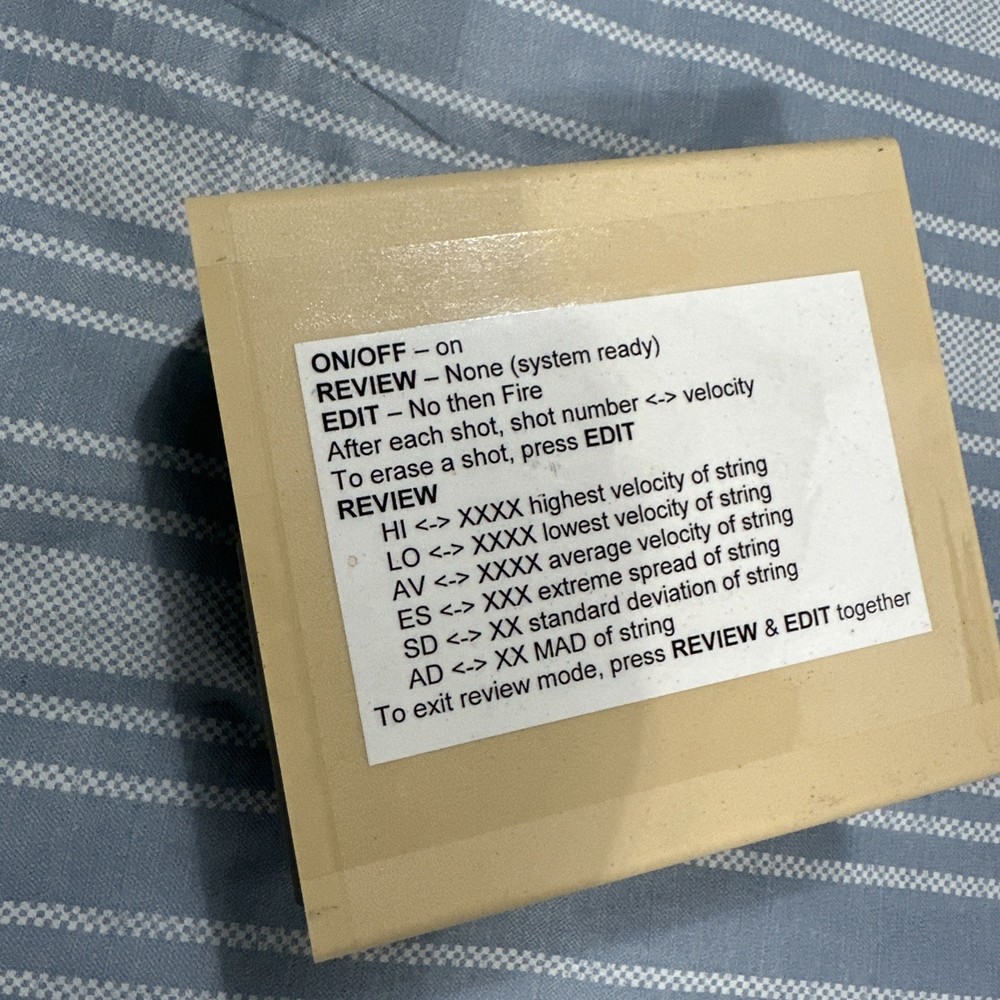 ON/OFF – on
REVIEW – None (system ready)
EDIT – No then Fire
After each shot, shot number <-> velocity
To erase a shot, press EDIT
REVIEW
HI <-> XXXX highest velocity of string
LO <-> XXXX lowest velocity of string
AV <-> XXXX average velocity of string
ES <-> XXX extreme spread of string
SD <-> XX standard deviation of string
AD <-> XX MAD of string
To exit review mode, press REVIEW & EDIT together